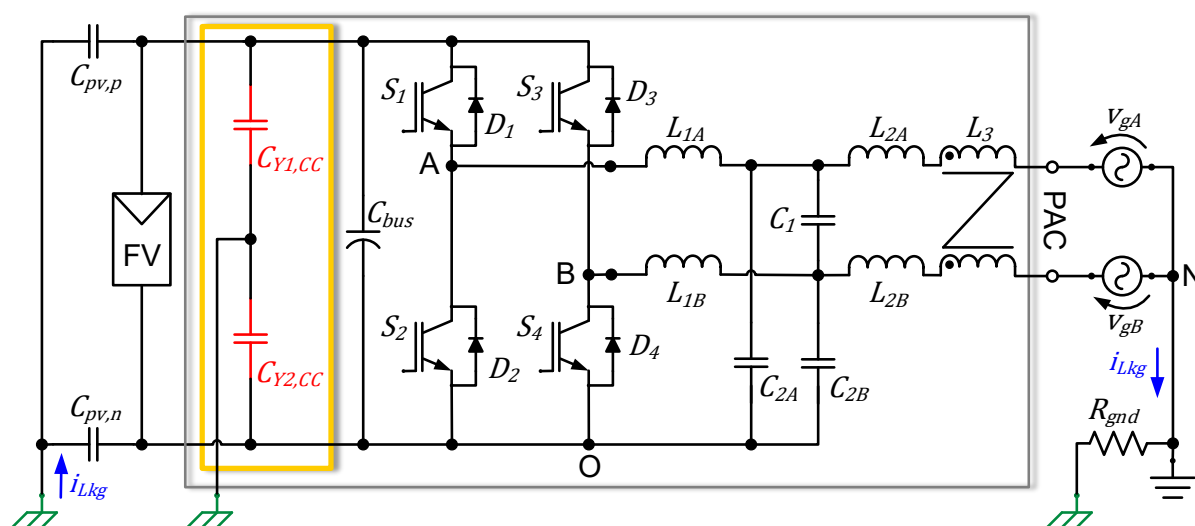 C_{pv,p}
FV
C_{pv,n}
i_{Lkg}
C_{Y1,CC}
C_{Y2,CC}
C_{bus}
S_1
D_1
S_3
D_3
A
B
S_2
D_2
S_4
D_4
O
L_{1A}
L_{1B}
C_1
C_{2A}
C_{2B}
L_{2A}
L_3
L_{2B}
PAC
v_{gA}
v_{gB}
N
i_{Lkg}
R_{gnd}